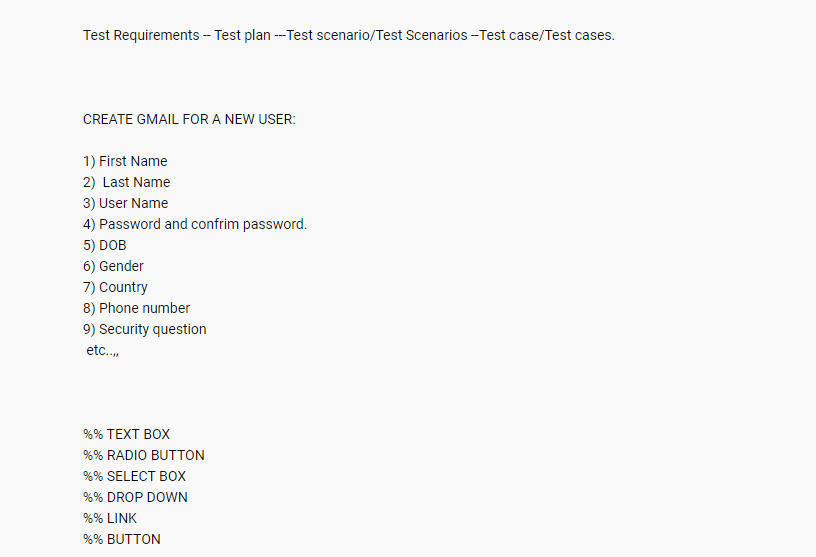 Test Requirements -- Test plan ---Test scenario/Test Scenarios --Test case/Test cases.
CREATE GMAIL FOR A NEW USER:
1) First Name
2)  Last Name
3) User Name
4) Password and confrim password.
5) DOB
6) Gender
7) Country
8) Phone number
9) Security question
etc..,,
%% TEXT BOX
%% RADIO BUTTON
%% SELECT BOX
%% DROP DOWN
%% LINK
%% BUTTON